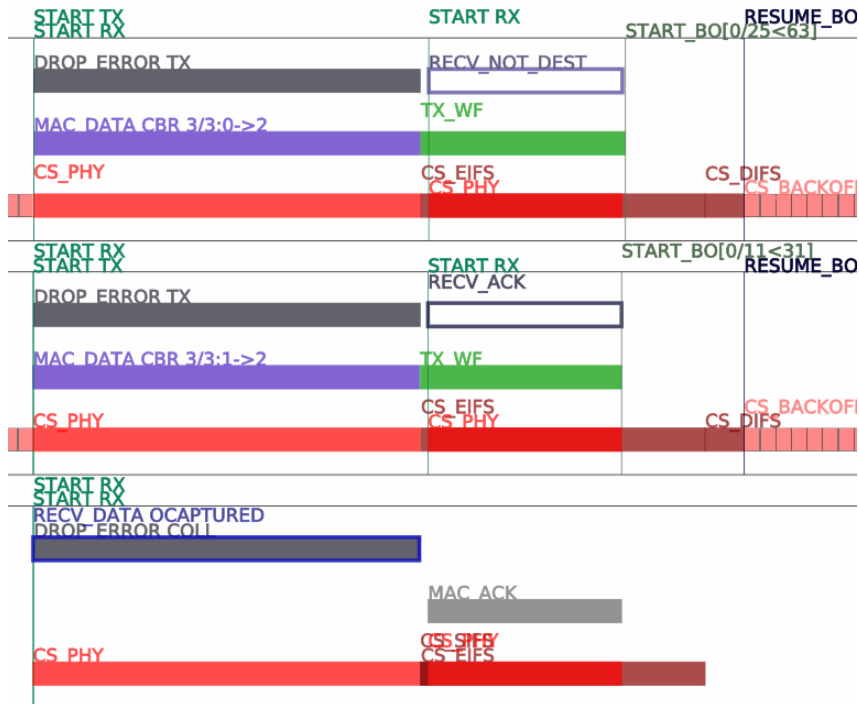 START TX
START RX
START RX
START_BO[0/25<63]
RESUME_BO
DROP_ERROR TX
RECV_NOT_DEST
TX_WF
MAC_DATA CBR 3/3:0->2
CS_PHY
CS_EIFS
CS_PHY
CS_DIFS
CS_BACKOFF
START RX
START TX
START RX
START_BO[0/11<31]
RESUME_BO
DROP_ERROR TX
RECV_ACK
MAC_DATA CBR 3/3:1->2
TX_WF
CS_PHY
CS_EIFS
CS_PHY
CS_DIFS
CS_BACKOFF
START RX
START RX
RECV_DATA OCAPTURED
DROP_ERROR COLL
MAC_ACK
CS_PHY
CS_SIFS
CS_PHY
CS_EIFS